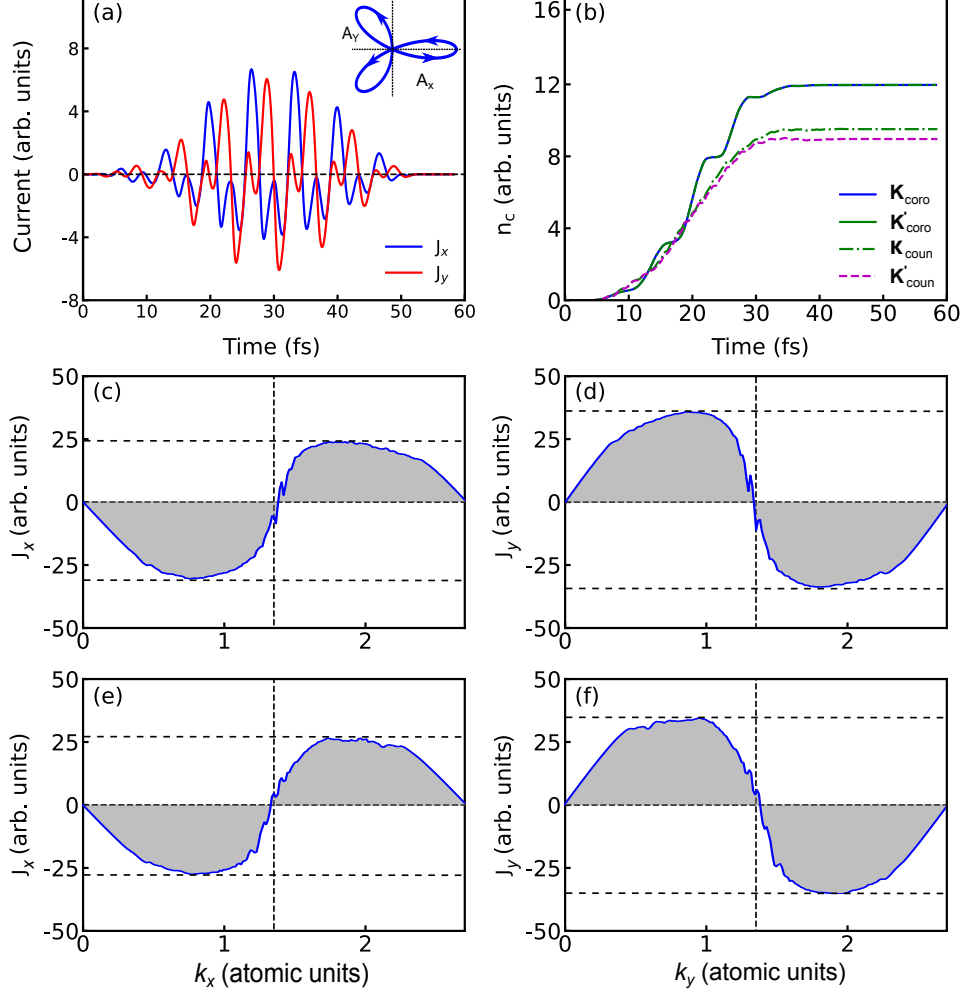 (a)
A_Y
A_x
Current (arb. units)
8
4
0
-4
-8
J_x
J_y
0 10 20 30 40 50 60
Time (fs)
(b)
n_c (arb. units)
16
12
8
4
0
K_coro
K'_coro
K_coun
K'_coun
0 10 20 30 40 50 60
Time (fs)
(c)
J_x (arb. units)
50
25
0
-25
-50
0 1 2
(d)
J_y (arb. units)
50
25
0
-25
-50
0 1 2
(e)
J_x (arb. units)
50
25
0
-25
-50
0 1 2
k_x (atomic units)
(f)
J_y (arb. units)
50
25
0
-25
-50
0 1 2
k_y (atomic units)